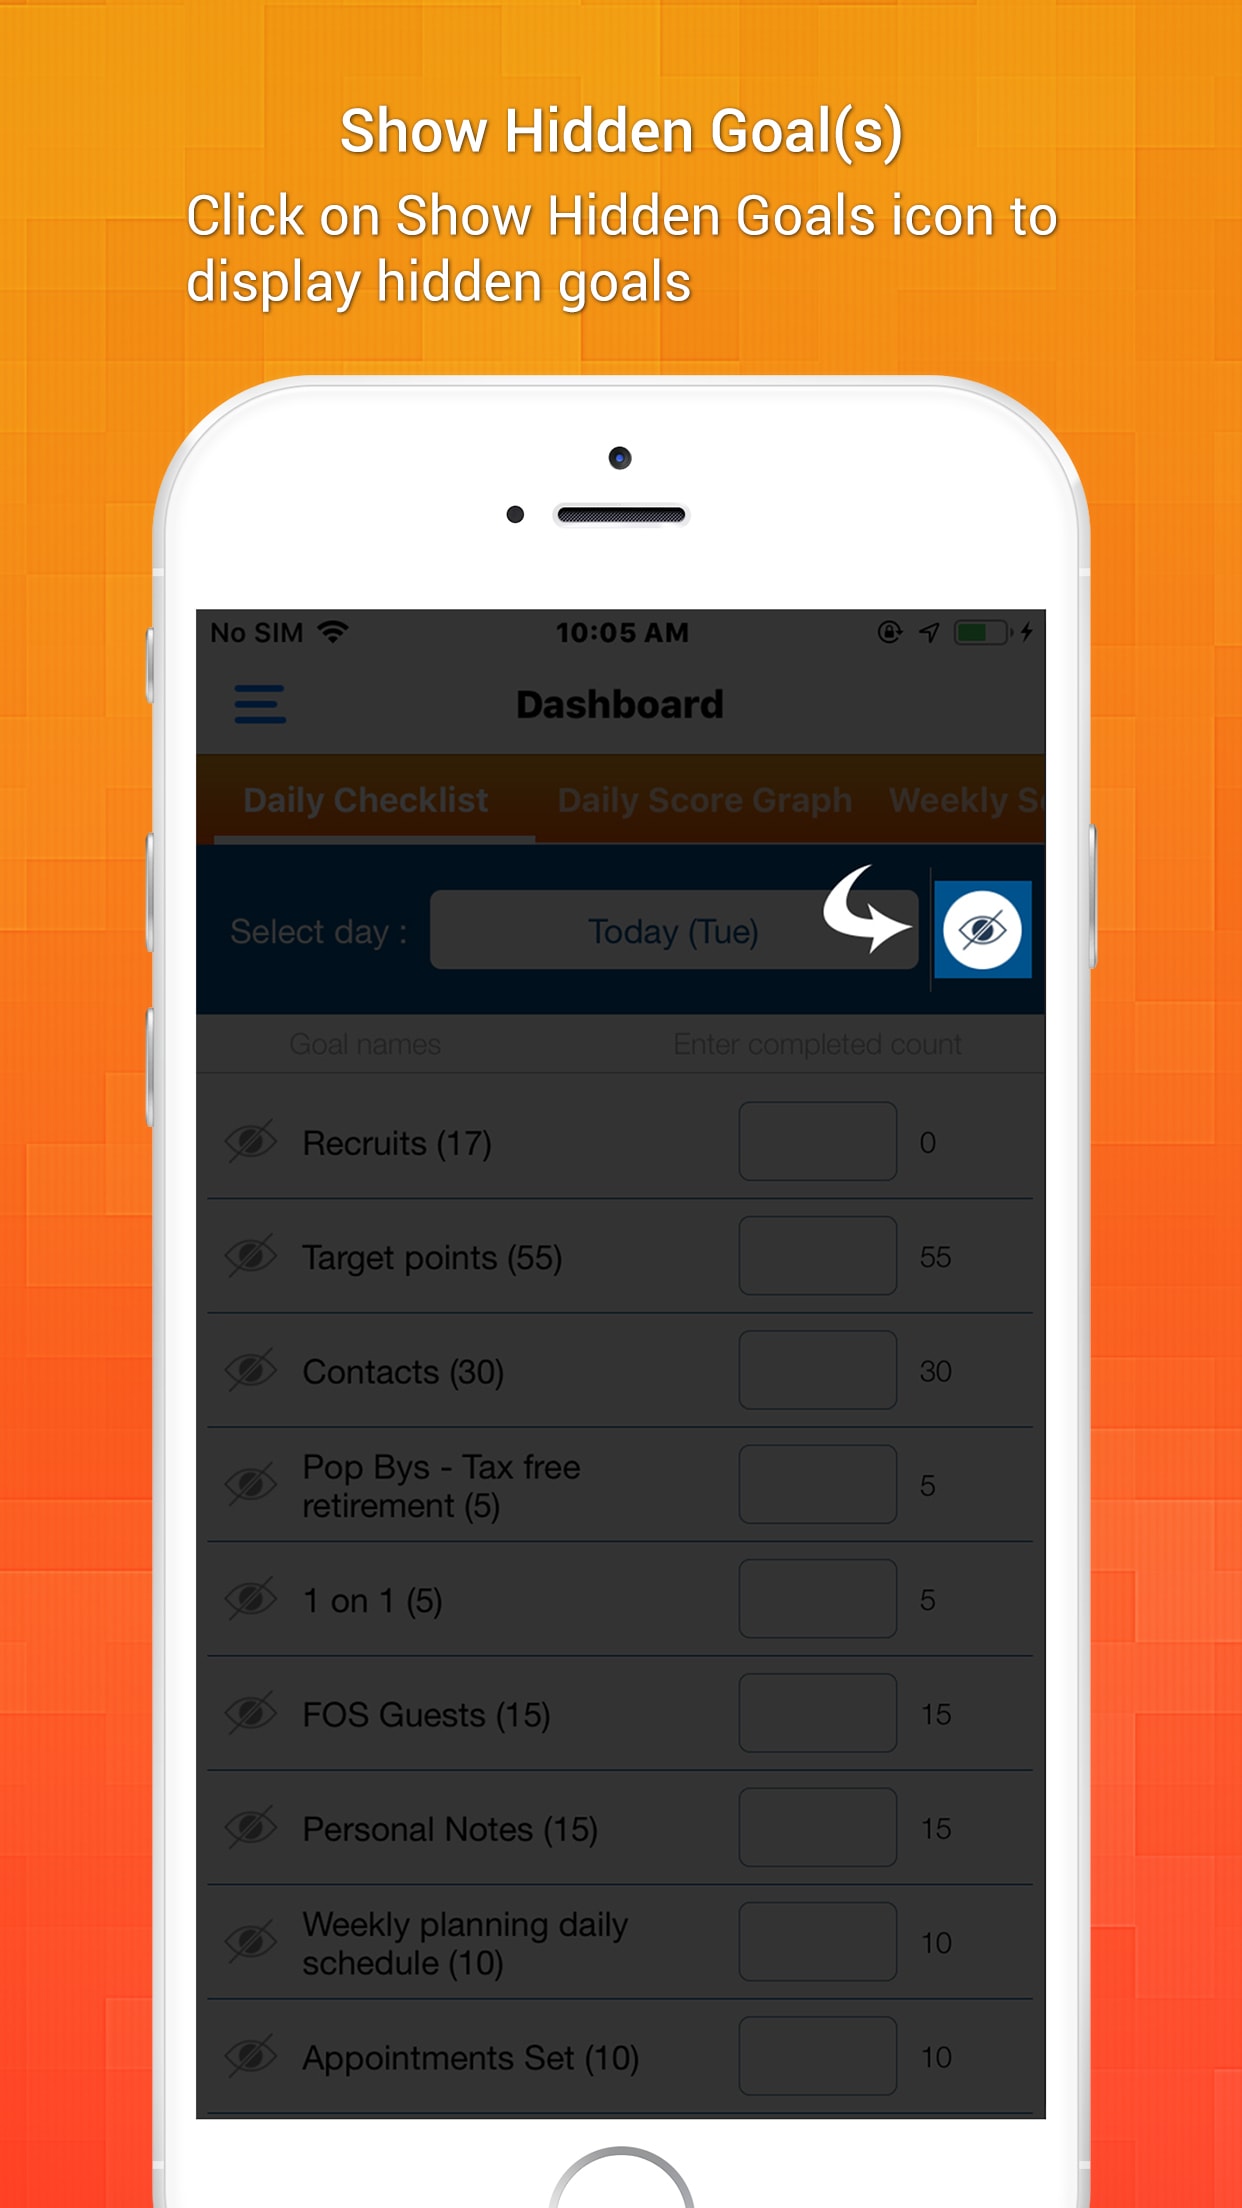 Show Hidden Goal(s)
Click on Show Hidden Goals icon to
display hidden goals
No SIM 10:05 AM
Dashboard
Daily Checklist Daily Score Graph Weekly
Select day : Today (Tue)
Goal names Enter completed count
Recruits (17) 0
Target points (55) 55
Contacts (30) 30
Pop Bys - Tax free
retirement (5) 5
1 on 1 (5) 5
FOS Guests (15) 15
Personal Notes (15) 15
Weekly planning daily
schedule (10) 10
Appointments Set (10) 10